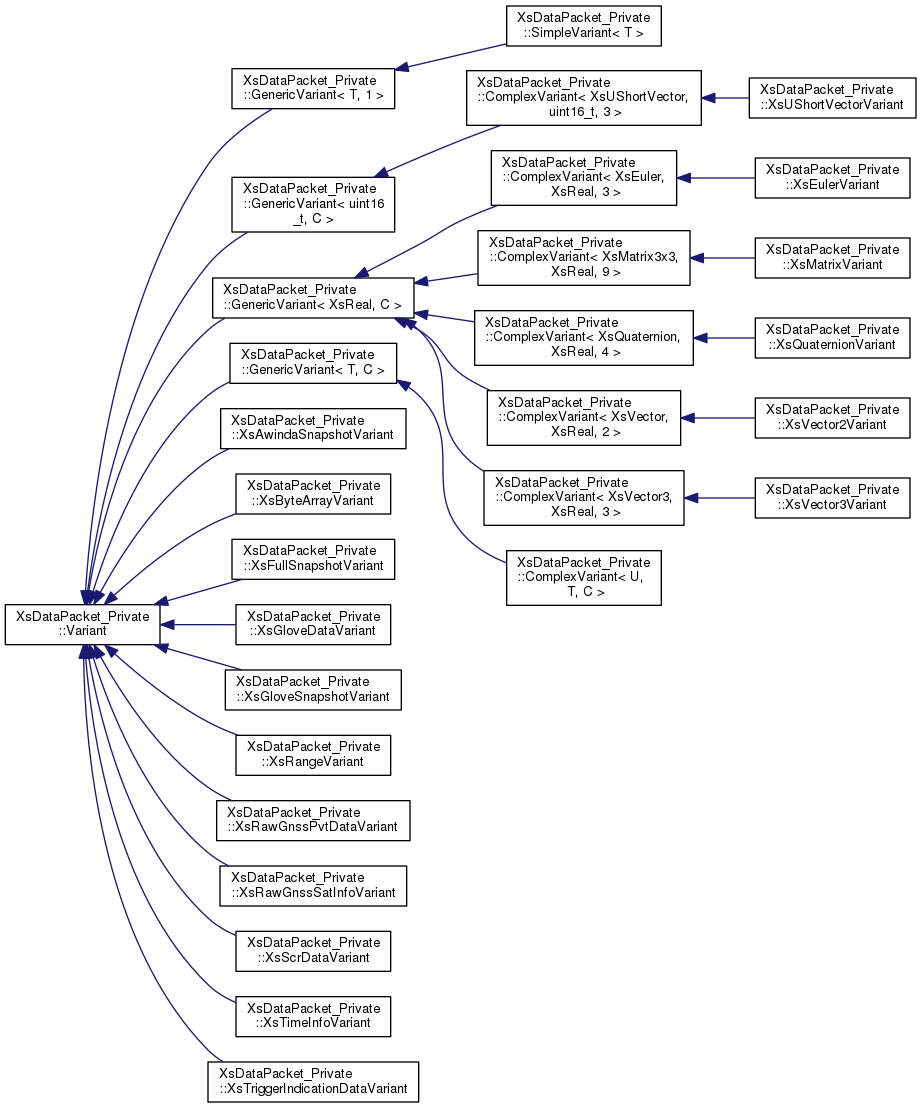 XsDataPacket_Private
::Variant
XsDataPacket_Private
::GenericVariant< T, 1 >
XsDataPacket_Private
::GenericVariant< uint16
_t, C >
XsDataPacket_Private
::GenericVariant< XsReal, C >
XsDataPacket_Private
::GenericVariant< T, C >
XsDataPacket_Private
::XsAwindaSnapshotVariant
XsDataPacket_Private
::XsByteArrayVariant
XsDataPacket_Private
::XsFullSnapshotVariant
XsDataPacket_Private
::XsGloveDataVariant
XsDataPacket_Private
::XsGloveSnapshotVariant
XsDataPacket_Private
::XsRangeVariant
XsDataPacket_Private
::XsRawGnssPvtDataVariant
XsDataPacket_Private
::XsRawGnssSatInfoVariant
XsDataPacket_Private
::XsScrDataVariant
XsDataPacket_Private
::XsTimeInfoVariant
XsDataPacket_Private
::XsTriggerIndicationDataVariant
XsDataPacket_Private
::SimpleVariant< T >
XsDataPacket_Private
::ComplexVariant< XsUShortVector,
uint16_t, 3 >
XsDataPacket_Private
::ComplexVariant< XsEuler,
XsReal, 3 >
XsDataPacket_Private
::ComplexVariant< XsMatrix3x3,
XsReal, 9 >
XsDataPacket_Private
::ComplexVariant< XsQuaternion,
XsReal, 4 >
XsDataPacket_Private
::ComplexVariant< XsVector,
XsReal, 2 >
XsDataPacket_Private
::ComplexVariant< XsVector3,
XsReal, 3 >
XsDataPacket_Private
::ComplexVariant< U,
T, C >
XsDataPacket_Private
::XsUShortVectorVariant
XsDataPacket_Private
::XsEulerVariant
XsDataPacket_Private
::XsMatrixVariant
XsDataPacket_Private
::XsQuaternionVariant
XsDataPacket_Private
::XsVector2Variant
XsDataPacket_Private
::XsVector3Variant